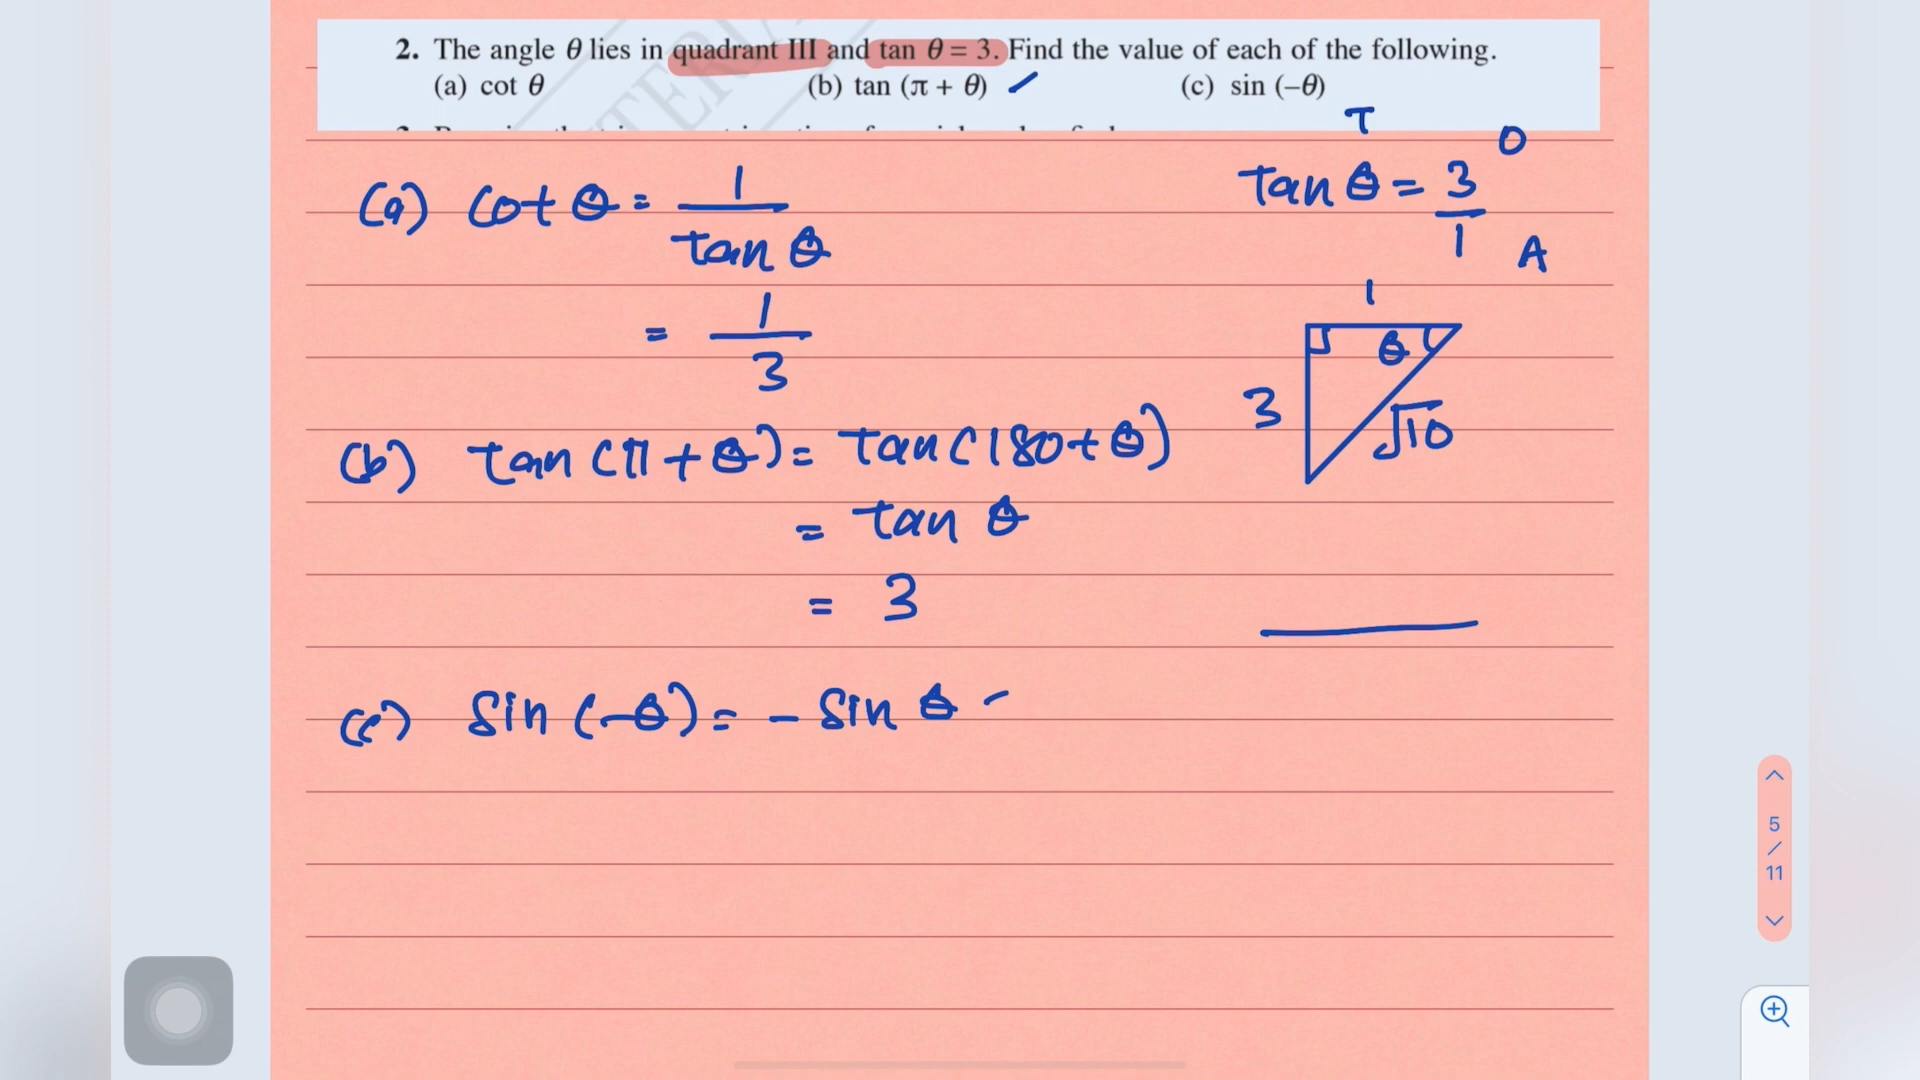 2. The angle θ lies in quadrant III and tan θ = 3. Find the value of each of the following.
(a) cot θ (b) tan (π + θ) (c) sin (–θ)
T
O
tan θ = 3/1
A
(a) cot θ = 1/tan θ
= 1/3
1
θ
3
√10
(b) tan (π + θ) = tan (180 + θ)
= tan θ
= 3
(c) sin (–θ) = – sin θ
5
/
11